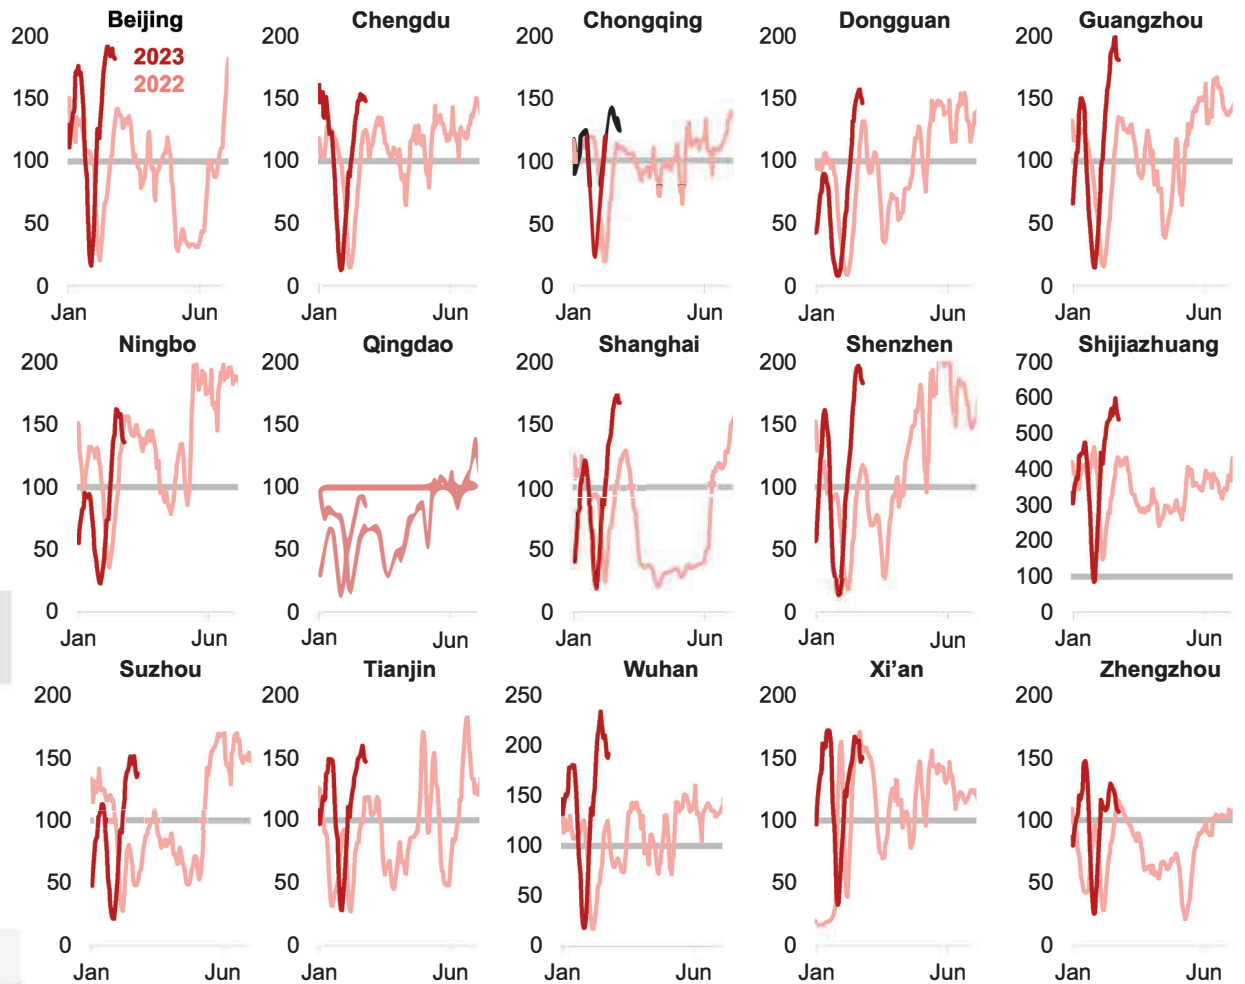 Beijing Chengdu Chongqing Dongguan Guangzhou
200 200 200 200 200
2023
2022
150 150 150 150 150
100 100 100 100 100
50 50 50 50 50
0 0 0 0 0
Jan Jun Jan Jun Jan Jun Jan Jun Jan Jun
Ningbo Qingdao Shanghai Shenzhen Shijiazhuang
200 200 200 200 700
600
150 150 150 150 500
400
100 100 100 100 300
50 50 50 50 200
100
0 0 0 0 0
Jan Jun Jan Jun Jan Jun Jan Jun Jan Jun
Suzhou Tianjin Wuhan Xi’an Zhengzhou
200 200 250 200 200
150 150 200 150 150
150
100 100 100 100 100
50 50 50 50 50
0 0 0 0 0
Jan Jun Jan Jun Jan Jun Jan Jun Jan Jun